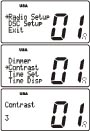 USA
*Radio Setup
DSC Setup
Exit
01
USA
Dimmer
*Contrast
Time Set
Time Disp
01
USA
Contrast
3
01